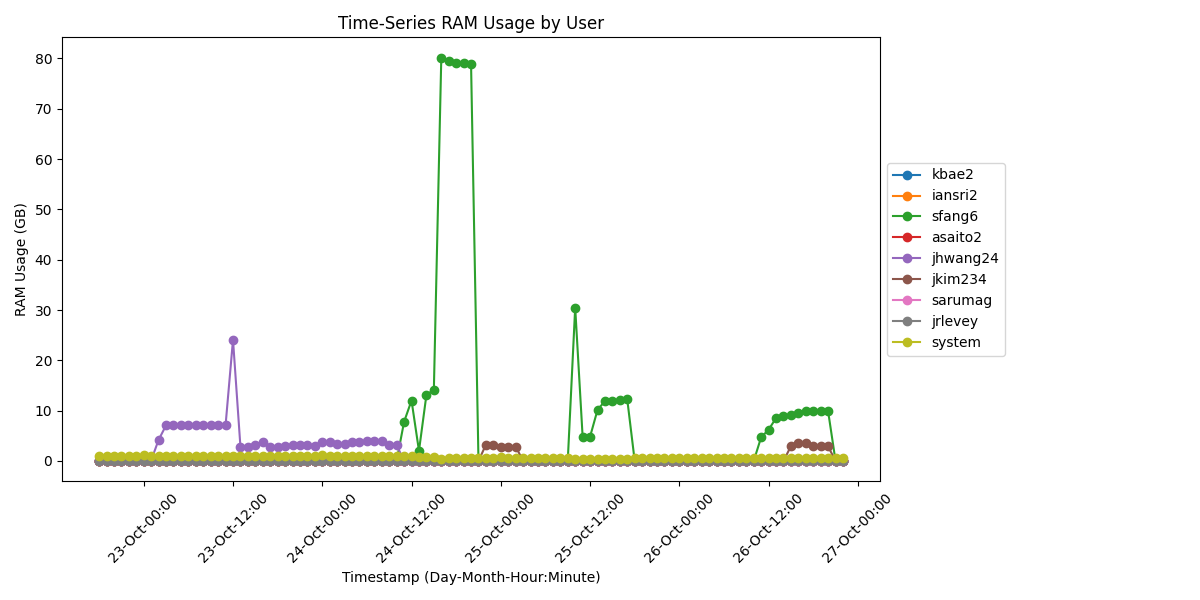 Time-Series RAM Usage by User
RAM Usage (GB)
80
70
60
50
40
30
20
10
0
23-Oct-00:00
23-Oct-12:00
24-Oct-00:00
24-Oct-12:00
25-Oct-00:00
25-Oct-12:00
26-Oct-00:00
26-Oct-12:00
27-Oct-00:00
Timestamp (Day-Month-Hour:Minute)
kbae2
iansri2
sfang6
asaito2
jhwang24
jkim234
sarumag
jrlevey
system